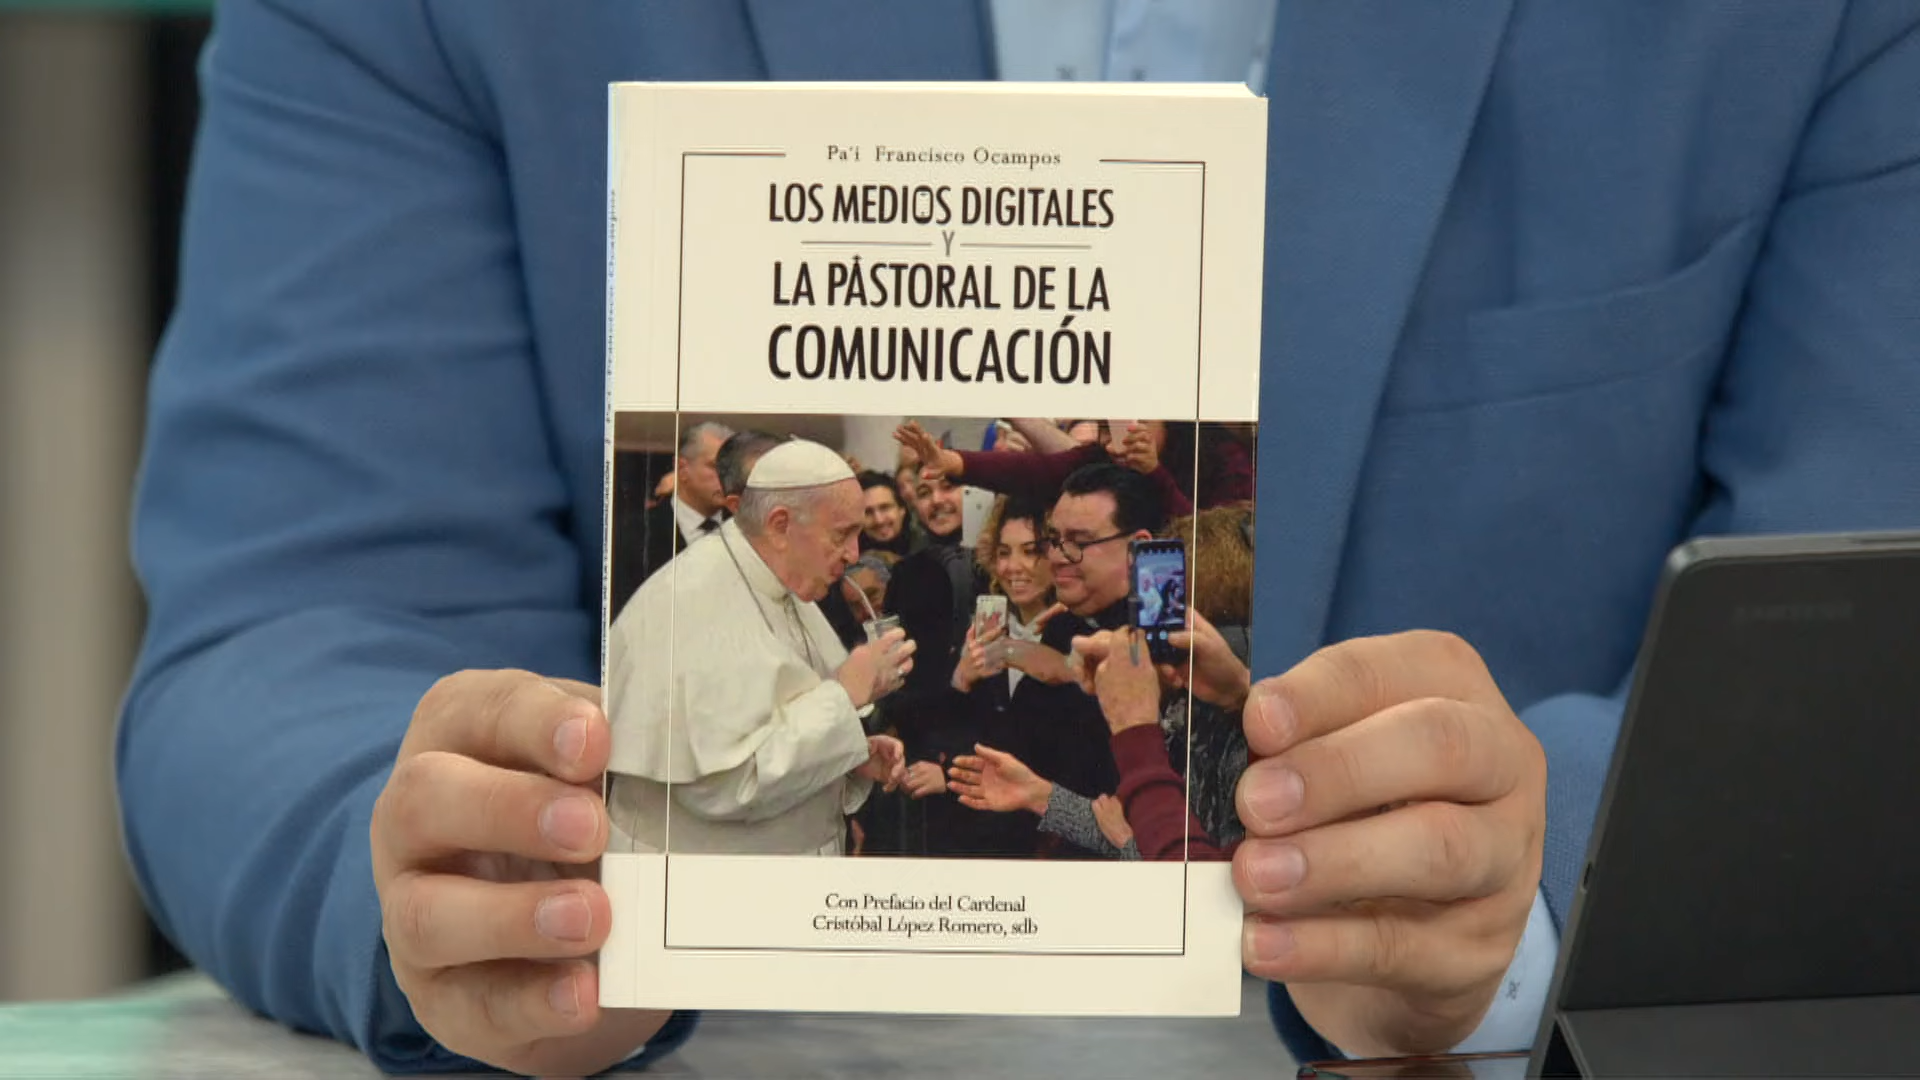 Pa'i Francisco Ocampos
LOS MEDIOS DIGITALES
Y
LA PASTORAL DE LA
COMUNICACIÓN
Con Prefacio del Cardenal
Cristóbal López Romero, sdb
SAMSUNG